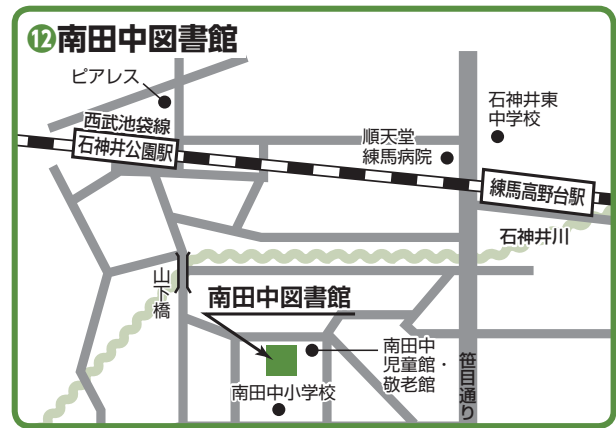 ⑫南田中図書館
ピアレス
西武池袋線
石神井公園駅
順天堂
練馬病院
石神井東
中学校
練馬高野台駅
石神井川
山下橋
南田中図書館
南田中
児童館・
敬老館
笹目通り
南田中小学校